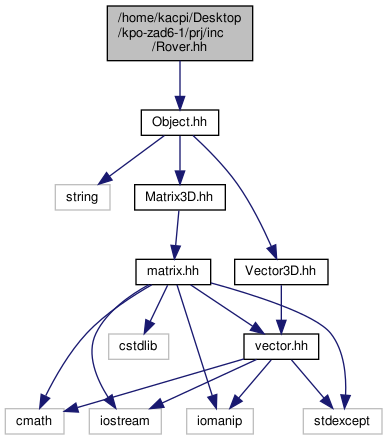 /home/kacpi/Desktop
/kpo-zad6-1/prj/inc
/Rover.hh
Object.hh
string
Matrix3D.hh
matrix.hh
Vector3D.hh
cstdlib
vector.hh
cmath
iostream
iomanip
stdexcept